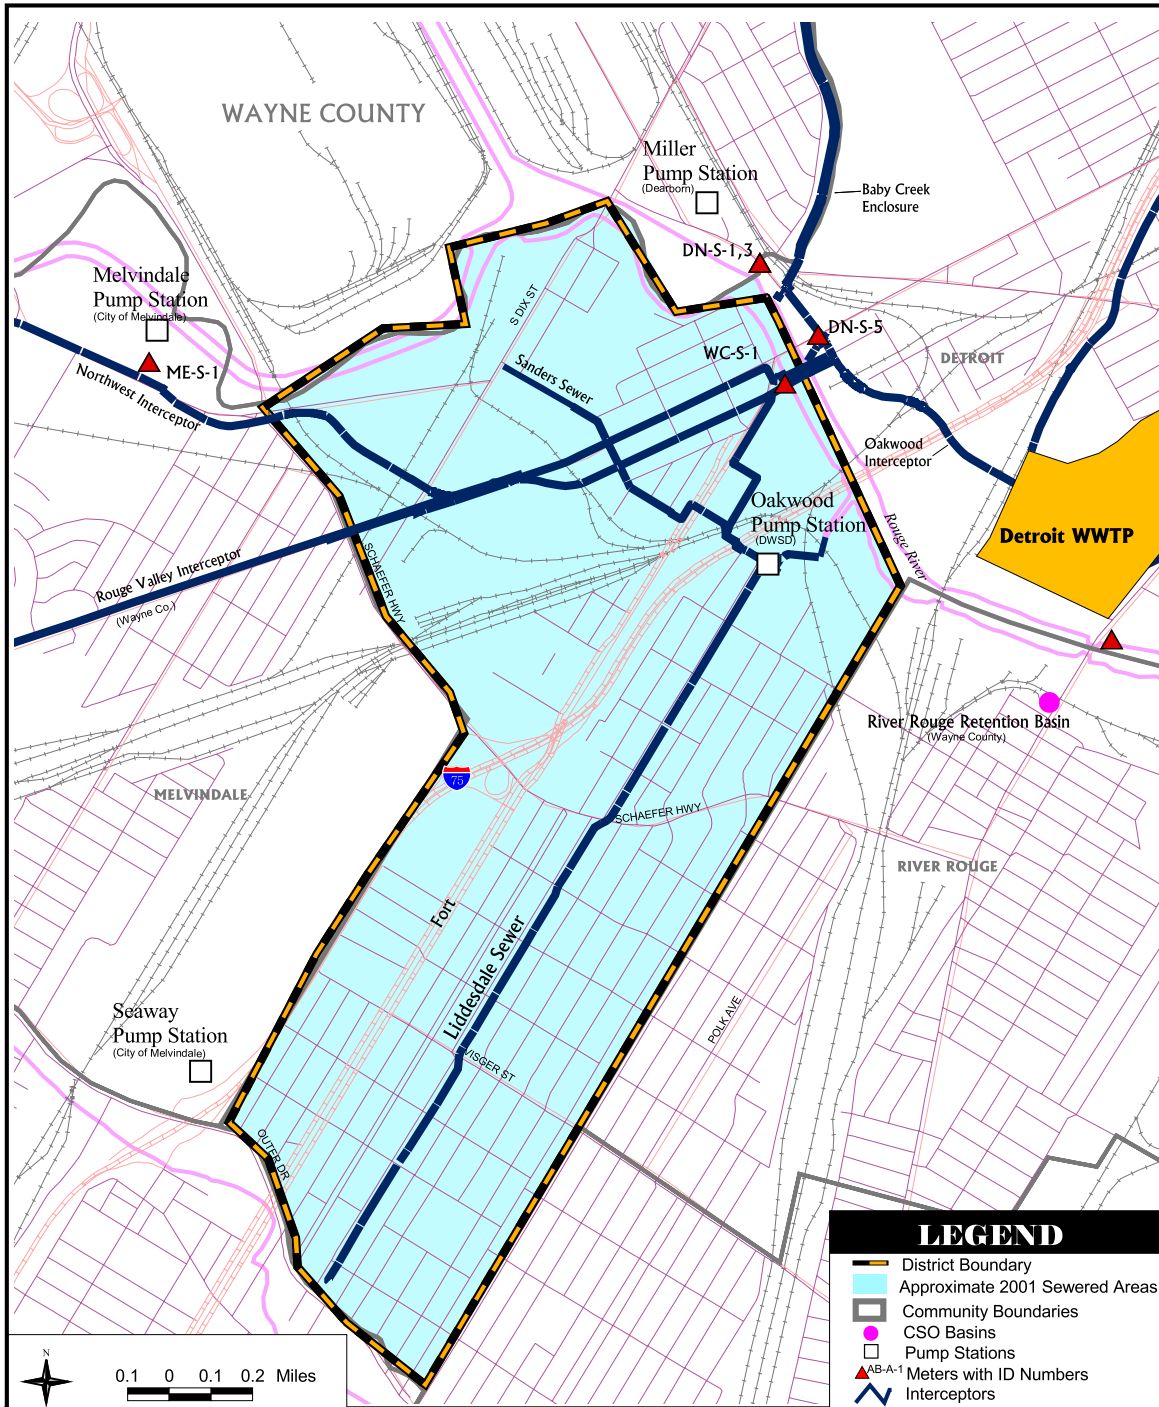 WAYNE COUNTY
Miller
Pump Station
(Dearborn)
Baby Creek
Enclosure
DN-S-1,3
Melvindale
Pump Station
(City of Melvindale)
S DIX ST
DN-S-5
WC-S-1
DETROIT
ME-S-1
Sanders Sewer
Northwest Interceptor
Oakwood
Interceptor
Oakwood
Pump Station
(DWSD)
Rouge River
Detroit WWTP
SCHAEFER HWY
Rouge Valley Interceptor
(Wayne Co.)
River Rouge Retention Basin
(Wayne County)
75
MELVINDALE
SCHAEFER HWY
RIVER ROUGE
Fort
Liddesdale Sewer
POLK AVE
Seaway
Pump Station
(City of Melvindale)
VISGER ST
OUTER DR
LEGEND
District Boundary
Approximate 2001 Sewered Areas
Community Boundaries
CSO Basins
Pump Stations
AB-A-1 Meters with ID Numbers
Interceptors
N
0.1 0 0.1 0.2 Miles